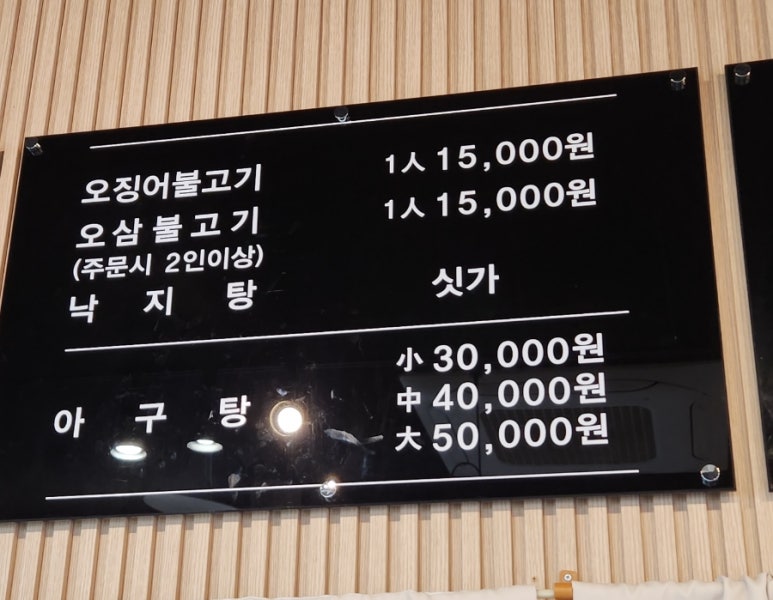 오징어불고기 1人 15,000원
오삼불고기 1人 15,000원
(주문시 2인이상)
낙지탕 싯가
小 30,000원
아구탕 中 40,000원
大 50,000원